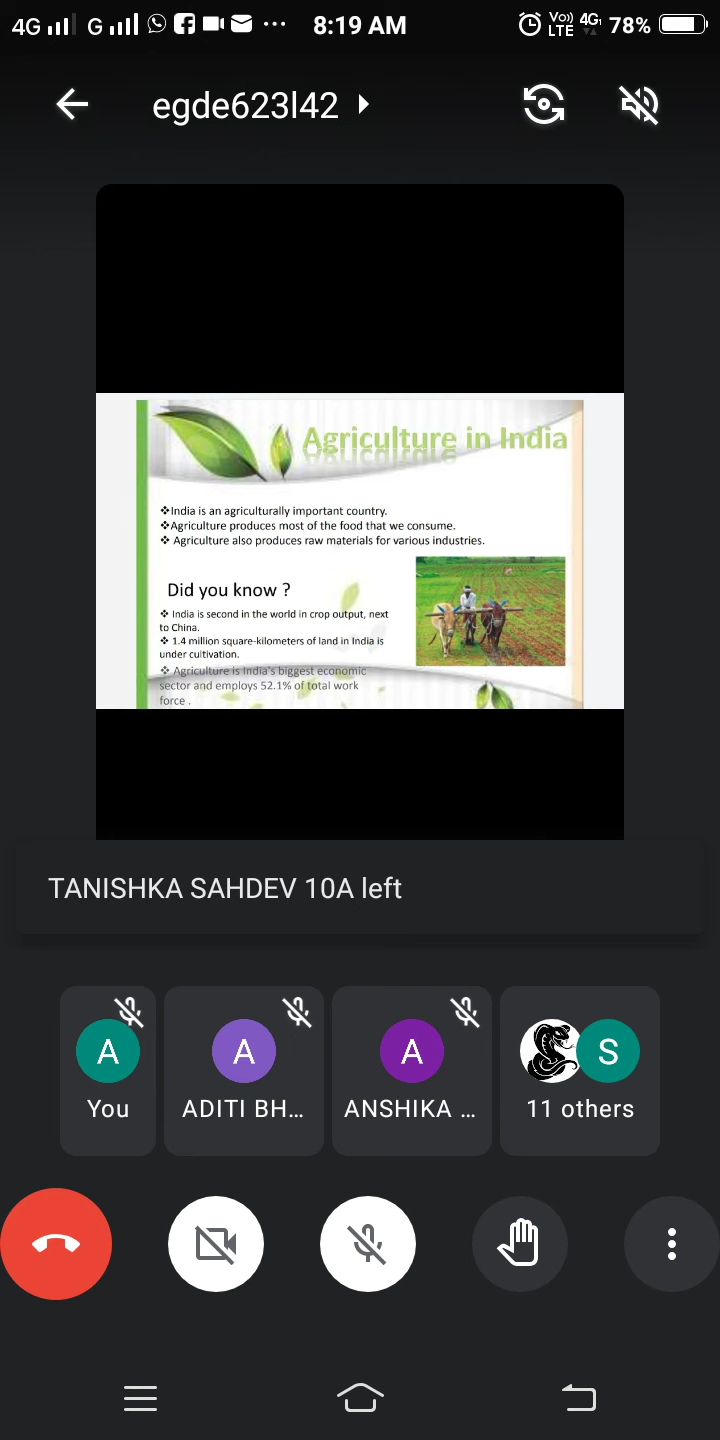 4G G ... 8:19 AM Vo)) LTE 4G 78%
egde623l42
Agriculture in India
❖India is an agriculturally important country.
❖Agriculture produces most of the food that we consume.
❖ Agriculture also produces raw materials for various industries.
Did you know ?
❖ India is second in the world in crop output, next
to China.
❖ 1.4 million square-kilometers of land in India is
under cultivation.
❖ Agriculture is India's biggest economic
sector and employs 52.1% of total work
force .
TANISHKA SAHDEV 10A left
A A A S
You ADITI BH... ANSHIKA ... 11 others